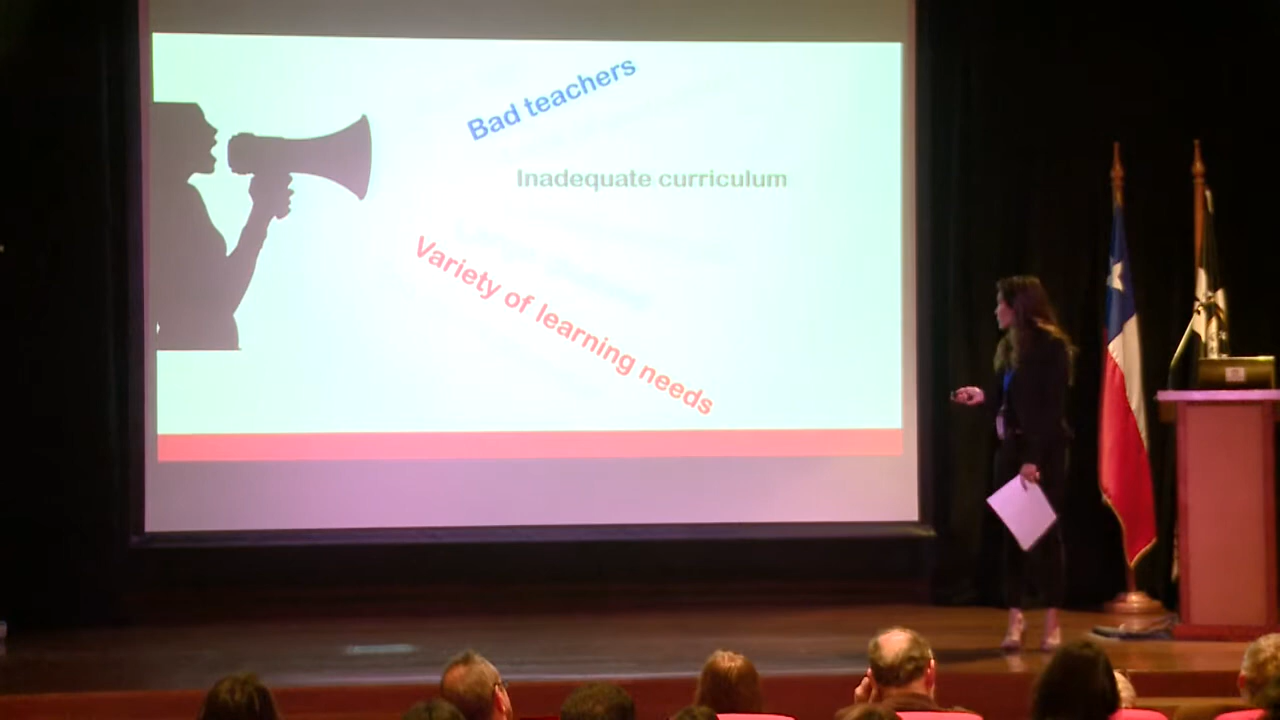 Bad teachers
Inadequate curriculum
Variety of learning needs